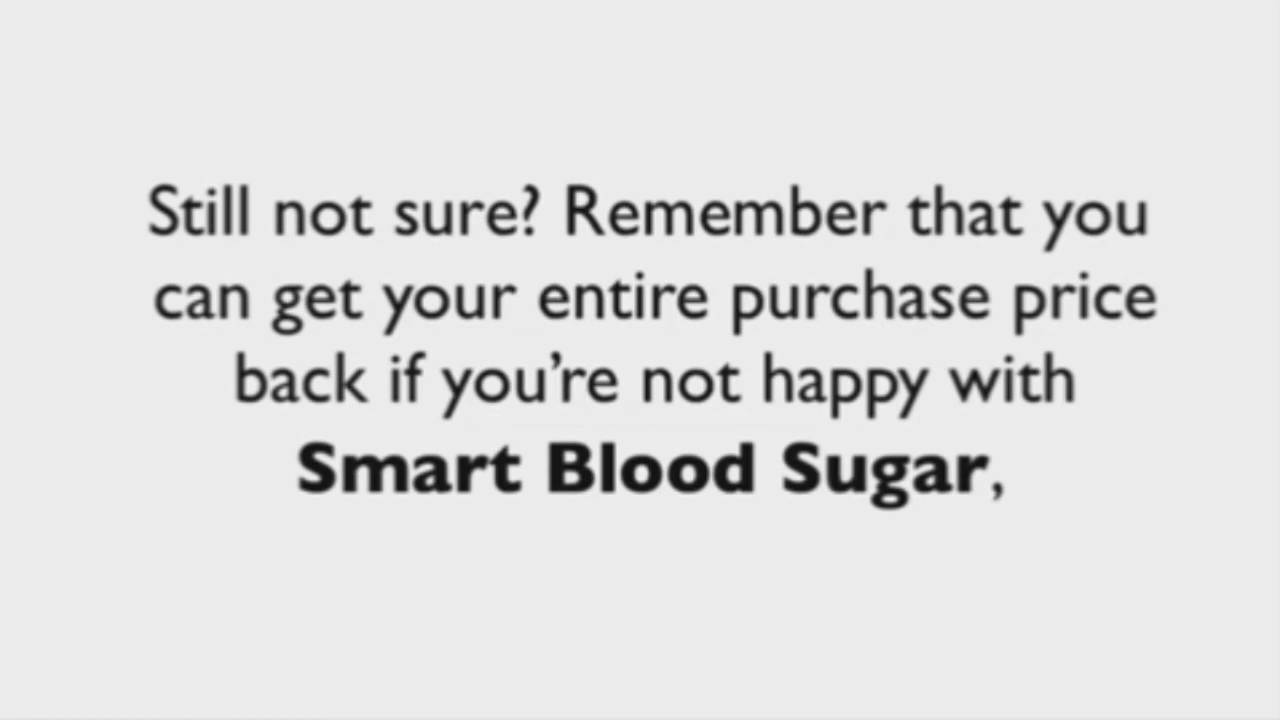 Still not sure? Remember that you
can get your entire purchase price
back if you’re not happy with
Smart Blood Sugar,